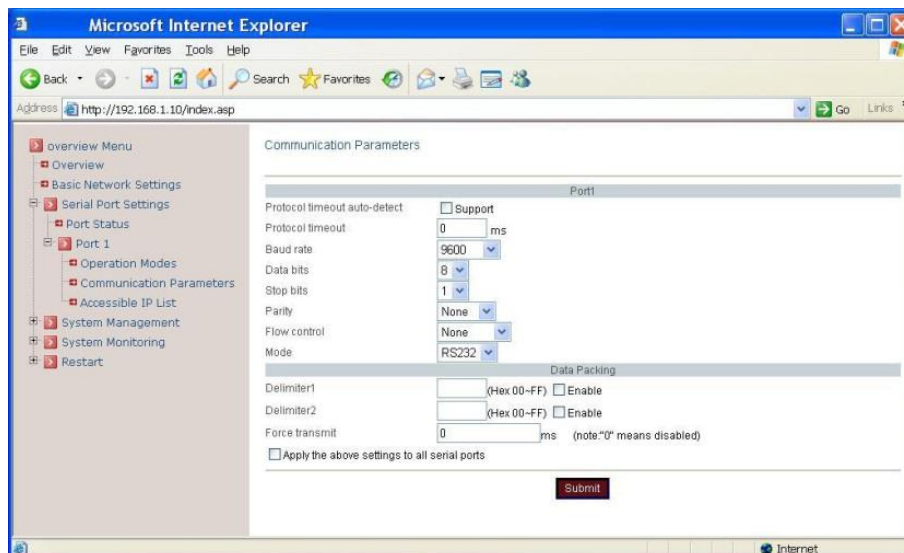 Microsoft Internet Explorer
File Edit View Favorites Tools Help
Back Search Favorites
Address http://192.168.1.10/index.asp Go Links
overview Menu
Overview
Basic Network Settings
Serial Port Settings
Port Status
Port 1
Operation Modes
Communication Parameters
Accessible IP List
System Management
System Monitoring
Restart
Communication Parameters
Port1
Protocol timeout auto-detect Support
Protocol timeout 0 ms
Baud rate 9600
Data bits 8
Stop bits 1
Parity None
Flow control None
Mode RS232
Data Packing
Delimiter1 (Hex 00~FF) Enable
Delimiter2 (Hex 00~FF) Enable
Force transmit 0 ms (note:"0" means disabled)
Apply the above settings to all serial ports
Submit
Internet